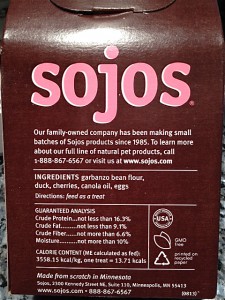 sojos®
Our family-owned company has been making small
batches of Sojos products since 1985. To learn more
about our full line of natural pet products, call
1-888-867-6567 or visit us at www.sojos.com
INGREDIENTS garbanzo bean flour,
duck, cherries, canola oil, eggs
Directions: feed as a treat
GUARANTEED ANALYSIS
Crude Protein...not less than 16.3%
Crude Fat........not less than 9.1%
Crude Fiber.....not more than 6.6%
Moisture.........not more than 10%
CALORIE CONTENT (ME calculated as fed):
3558.15 kcal/kg, one treat = 13.71 kcals
USA
GMO
free
printed on
recycled
paper
Made from scratch in Minnesota
Sojos, 2100 Kennedy Street NE, Suite 110, Minneapolis, MN 55413
www.sojos.com • 888-867-6567